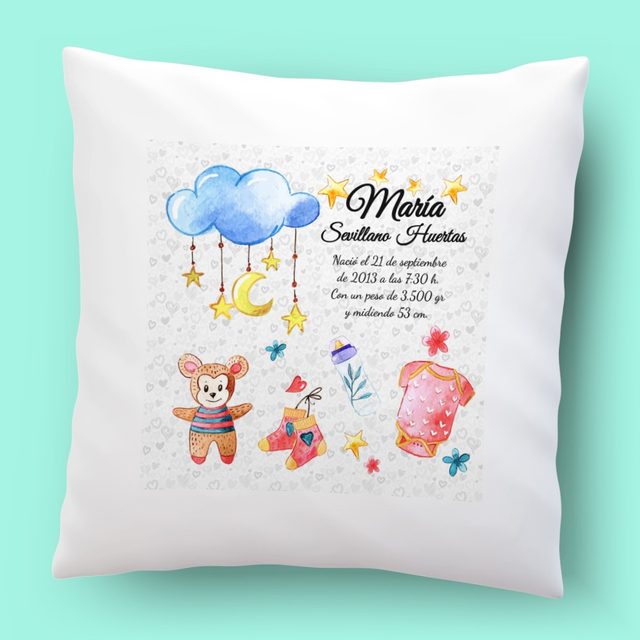 María
Sevillano Huertas
Nació el 21 de septiembre
de 2013 a las 7:30 h.
Con un peso de 3.500 gr
y midiendo 53 cm.